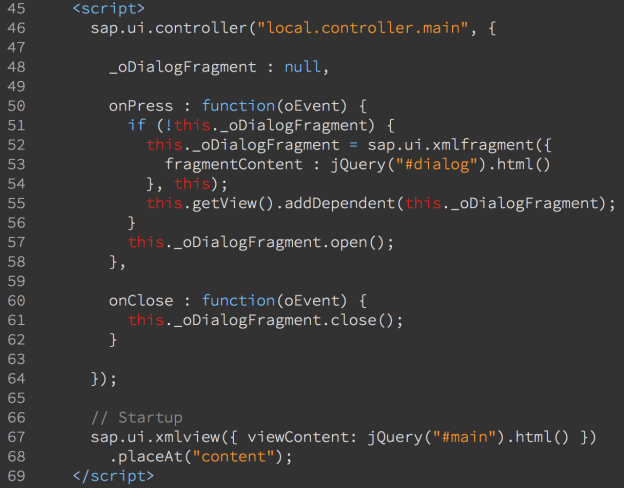 45 <script>
46 sap.ui.controller("local.controller.main", {
47
48 _oDialogFragment : null,
49
50 onPress : function(oEvent) {
51 if (!this._oDialogFragment) {
52 this._oDialogFragment = sap.ui.xmlfragment({
53 fragmentContent : jQuery("#dialog").html()
54 }, this);
55 this.getView().addDependent(this._oDialogFragment);
56 }
57 this._oDialogFragment.open();
58 },
59
60 onClose : function(oEvent) {
61 this._oDialogFragment.close();
62 }
63
64 });
65
66 // Startup
67 sap.ui.xmlview({ viewContent: jQuery("#main").html() })
68 .placeAt("content");
69 </script>